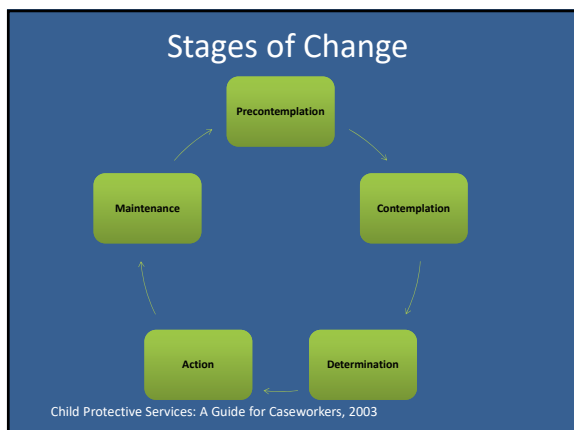 Stages of Change
Precontemplation
Contemplation
Determination
Action
Maintenance
Child Protective Services: A Guide for Caseworkers, 2003